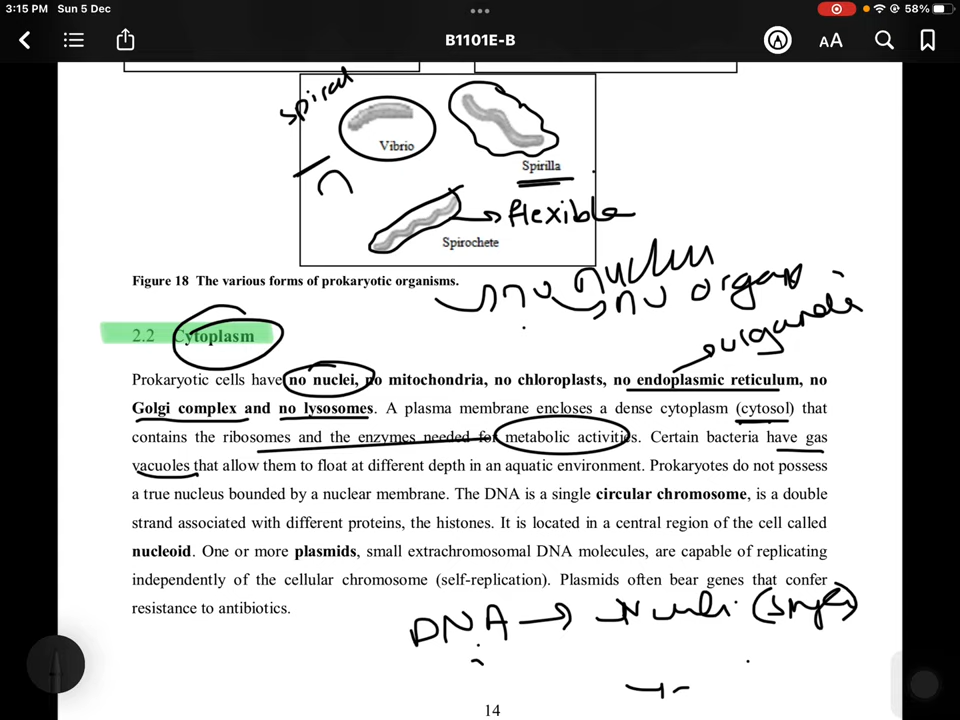 3:15 PM Sun 5 Dec
58%
B1101E-B
AA
spiral
Vibrio
Spirilla
flexible
Spirochete
no nucleus
no organ
Figure 18 The various forms of prokaryotic organisms.
2.2 Cytoplasm
Prokaryotic cells have no nuclei, no mitochondria, no chloroplasts, no endoplasmic reticulum, no
Golgi complex and no lysosomes. A plasma membrane encloses a dense cytoplasm (cytosol) that
contains the ribosomes and the enzymes needed for metabolic activities. Certain bacteria have gas
vacuoles that allow them to float at different depth in an aquatic environment. Prokaryotes do not possess
a true nucleus bounded by a nuclear membrane. The DNA is a single circular chromosome, is a double
strand associated with different proteins, the histones. It is located in a central region of the cell called
nucleoid. One or more plasmids, small extrachromosomal DNA molecules, are capable of replicating
independently of the cellular chromosome (self-replication). Plasmids often bear genes that confer
resistance to antibiotics.
DNA
14